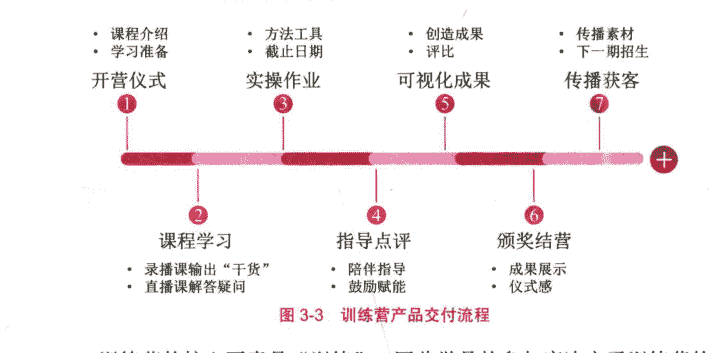 • 课程介绍
• 学习准备
开营仪式
1
• 方法工具
• 截止日期
实操作业
3
• 创造成果
• 评比
可视化成果
5
• 传播素材
• 下一期招生
传播获客
7
+
2
课程学习
• 录播课输出“干货”
• 直播课解答疑问
4
指导点评
• 陪伴指导
• 鼓励赋能
6
颁奖结营
• 成果展示
• 仪式感
图 3-3 训练营产品交付流程